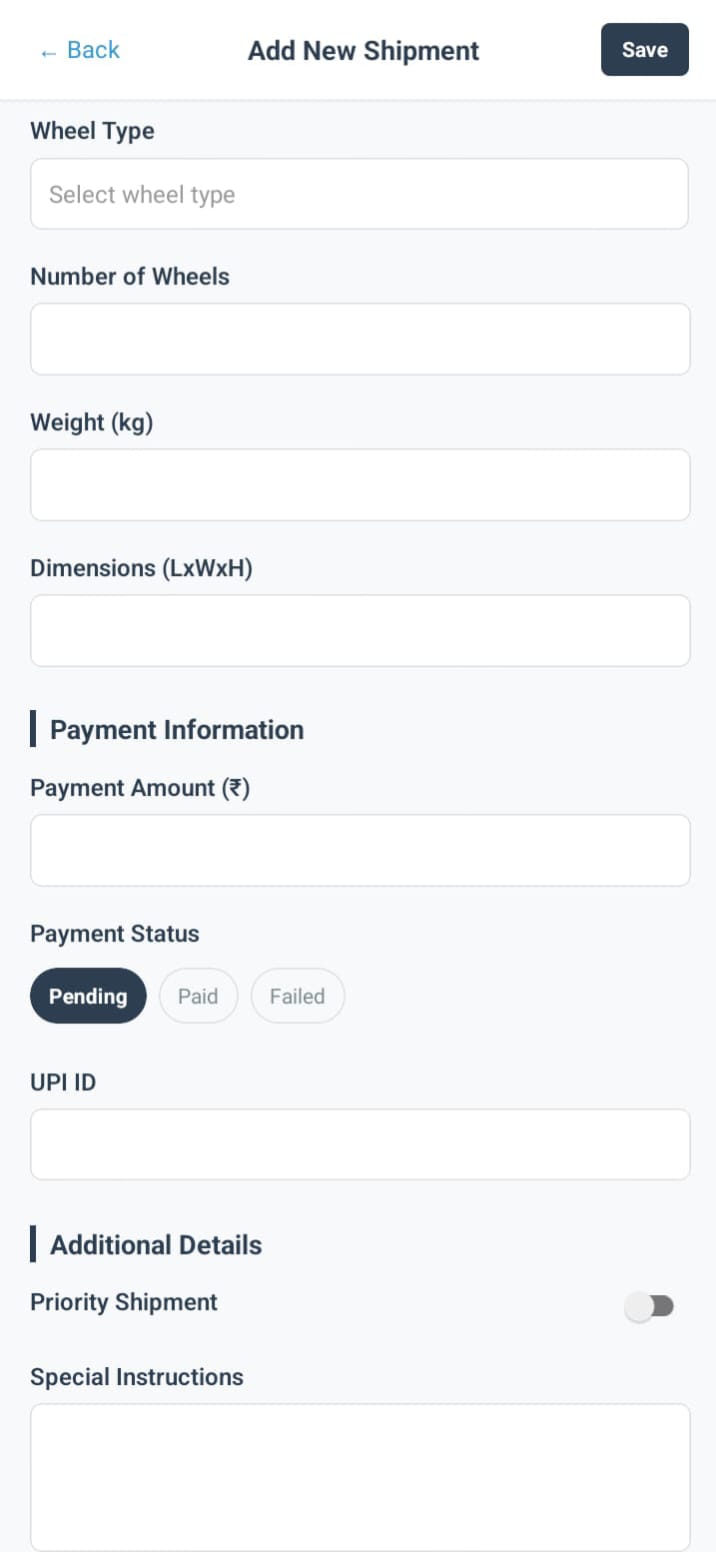 ← Back
Add New Shipment
Save
Wheel Type
Select wheel type
Number of Wheels
Weight (kg)
Dimensions (LxWxH)
Payment Information
Payment Amount (₹)
Payment Status
Pending Paid Failed
UPI ID
Additional Details
Priority Shipment
Special Instructions